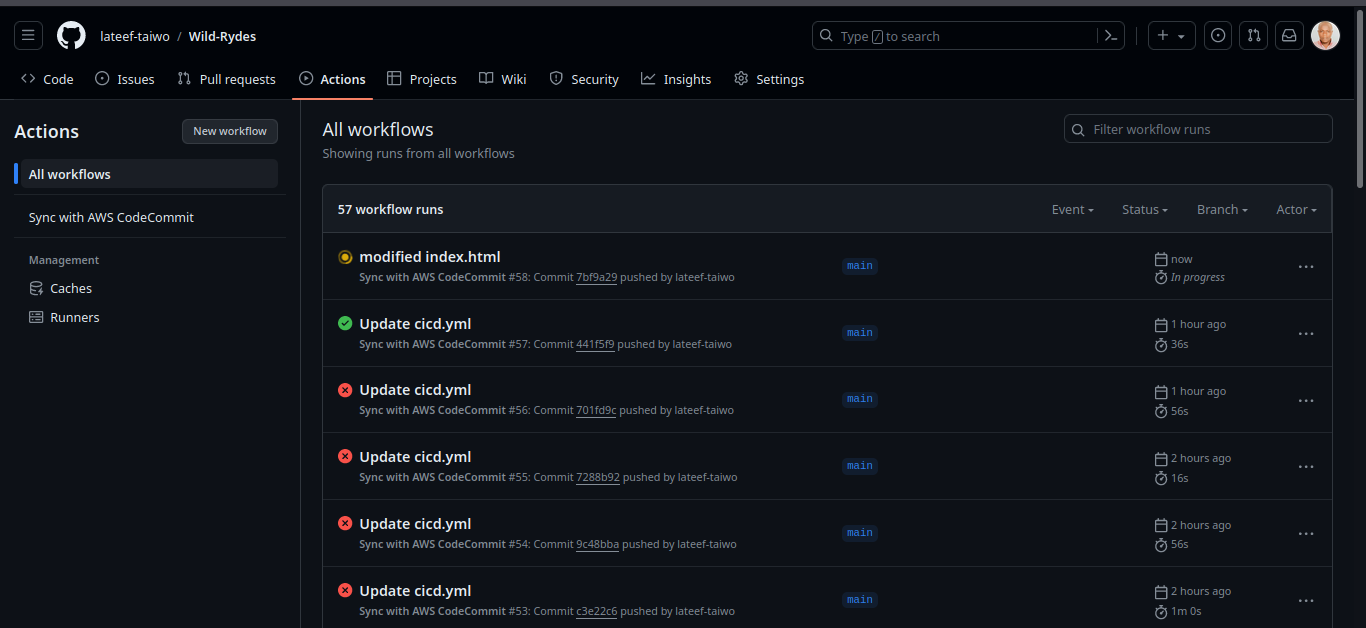 lateef-taiwo / Wild-Rydes
Type / to search
Code Issues Pull requests Actions Projects Wiki Security Insights Settings
Actions
New workflow
All workflows
Sync with AWS CodeCommit
Management
Caches
Runners
All workflows
Showing runs from all workflows
Filter workflow runs
57 workflow runs
Event Status Branch Actor
modified index.html
Sync with AWS CodeCommit #58: Commit 7bf9a29 pushed by lateef-taiwo
main
now
In progress
Update cicd.yml
Sync with AWS CodeCommit #57: Commit 441f5f9 pushed by lateef-taiwo
main
1 hour ago
36s
Update cicd.yml
Sync with AWS CodeCommit #56: Commit 701fd9c pushed by lateef-taiwo
main
1 hour ago
56s
Update cicd.yml
Sync with AWS CodeCommit #55: Commit 7288b92 pushed by lateef-taiwo
main
2 hours ago
16s
Update cicd.yml
Sync with AWS CodeCommit #54: Commit 9c48bba pushed by lateef-taiwo
main
2 hours ago
56s
Update cicd.yml
Sync with AWS CodeCommit #53: Commit c3e22c6 pushed by lateef-taiwo
main
2 hours ago
1m 0s